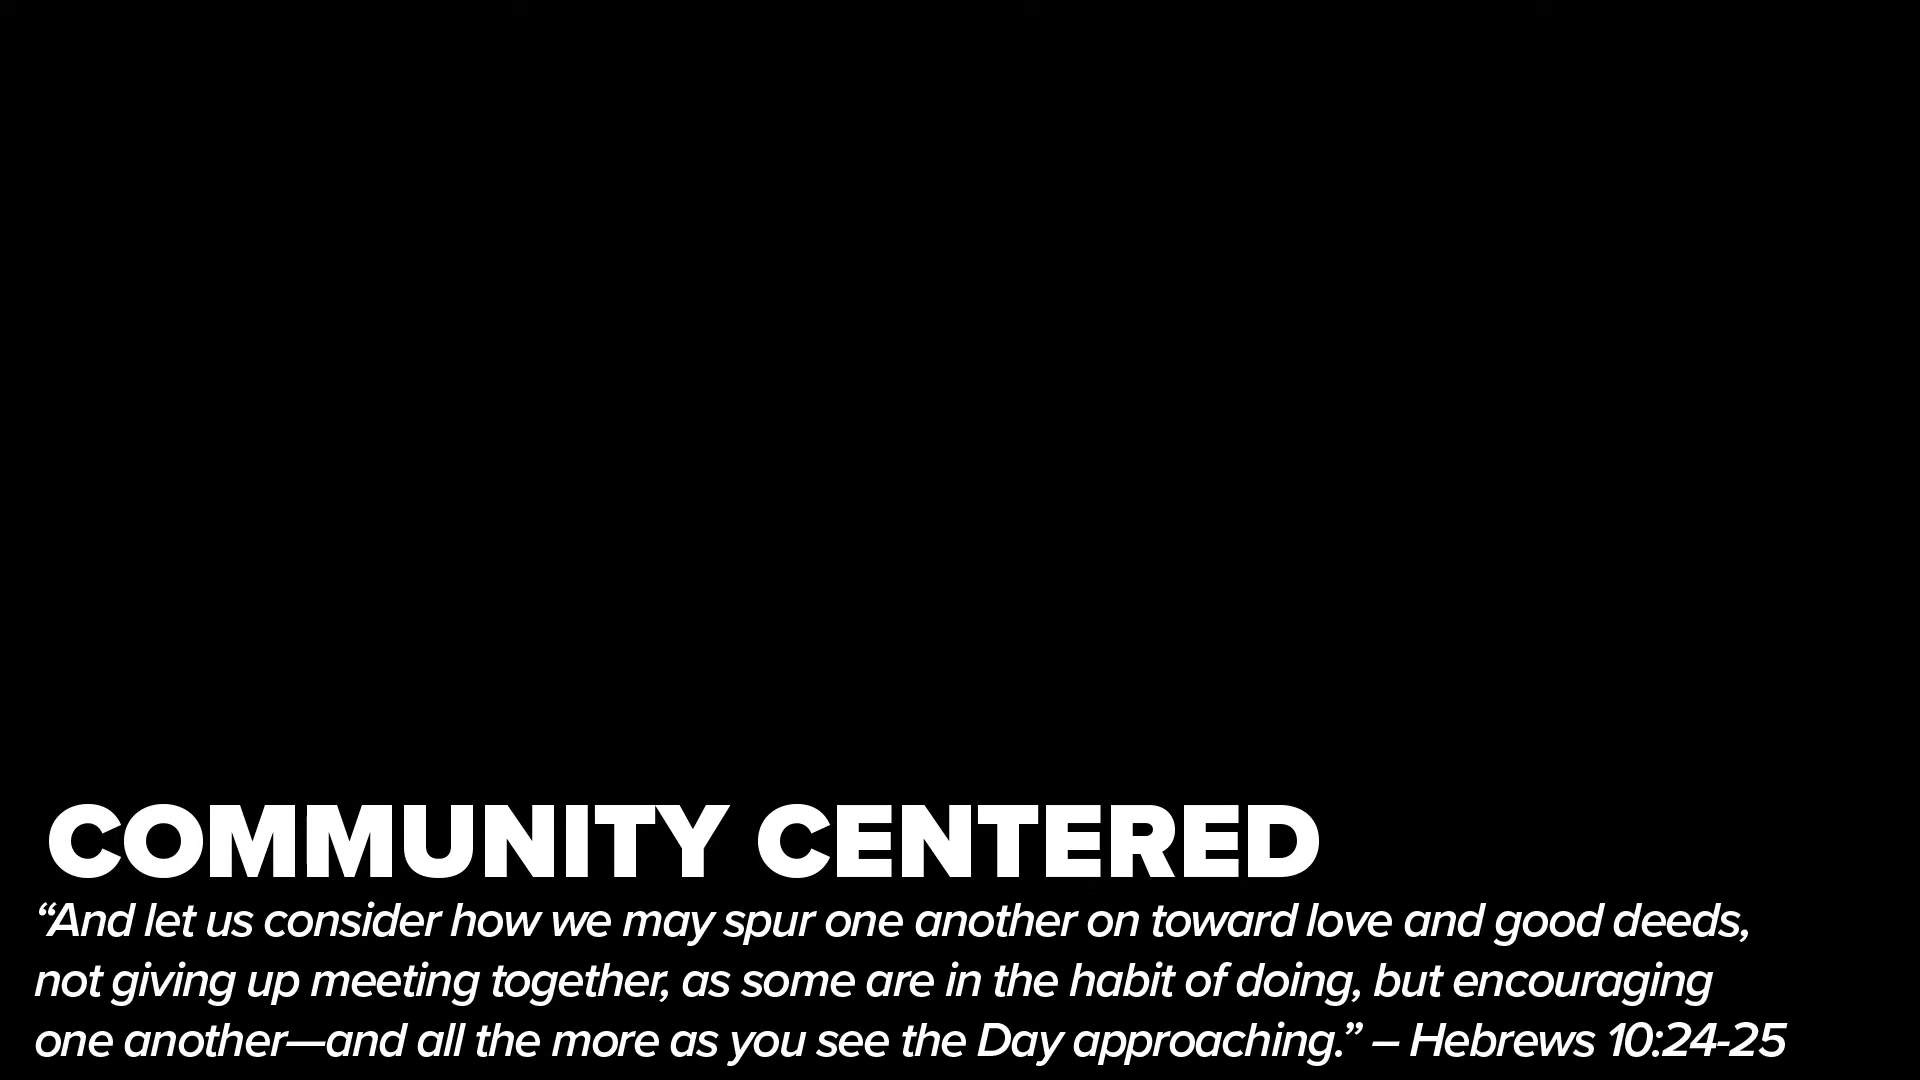 COMMUNITY CENTERED
“And let us consider how we may spur one another on toward love and good deeds,
not giving up meeting together, as some are in the habit of doing, but encouraging
one another—and all the more as you see the Day approaching.” – Hebrews 10:24-25